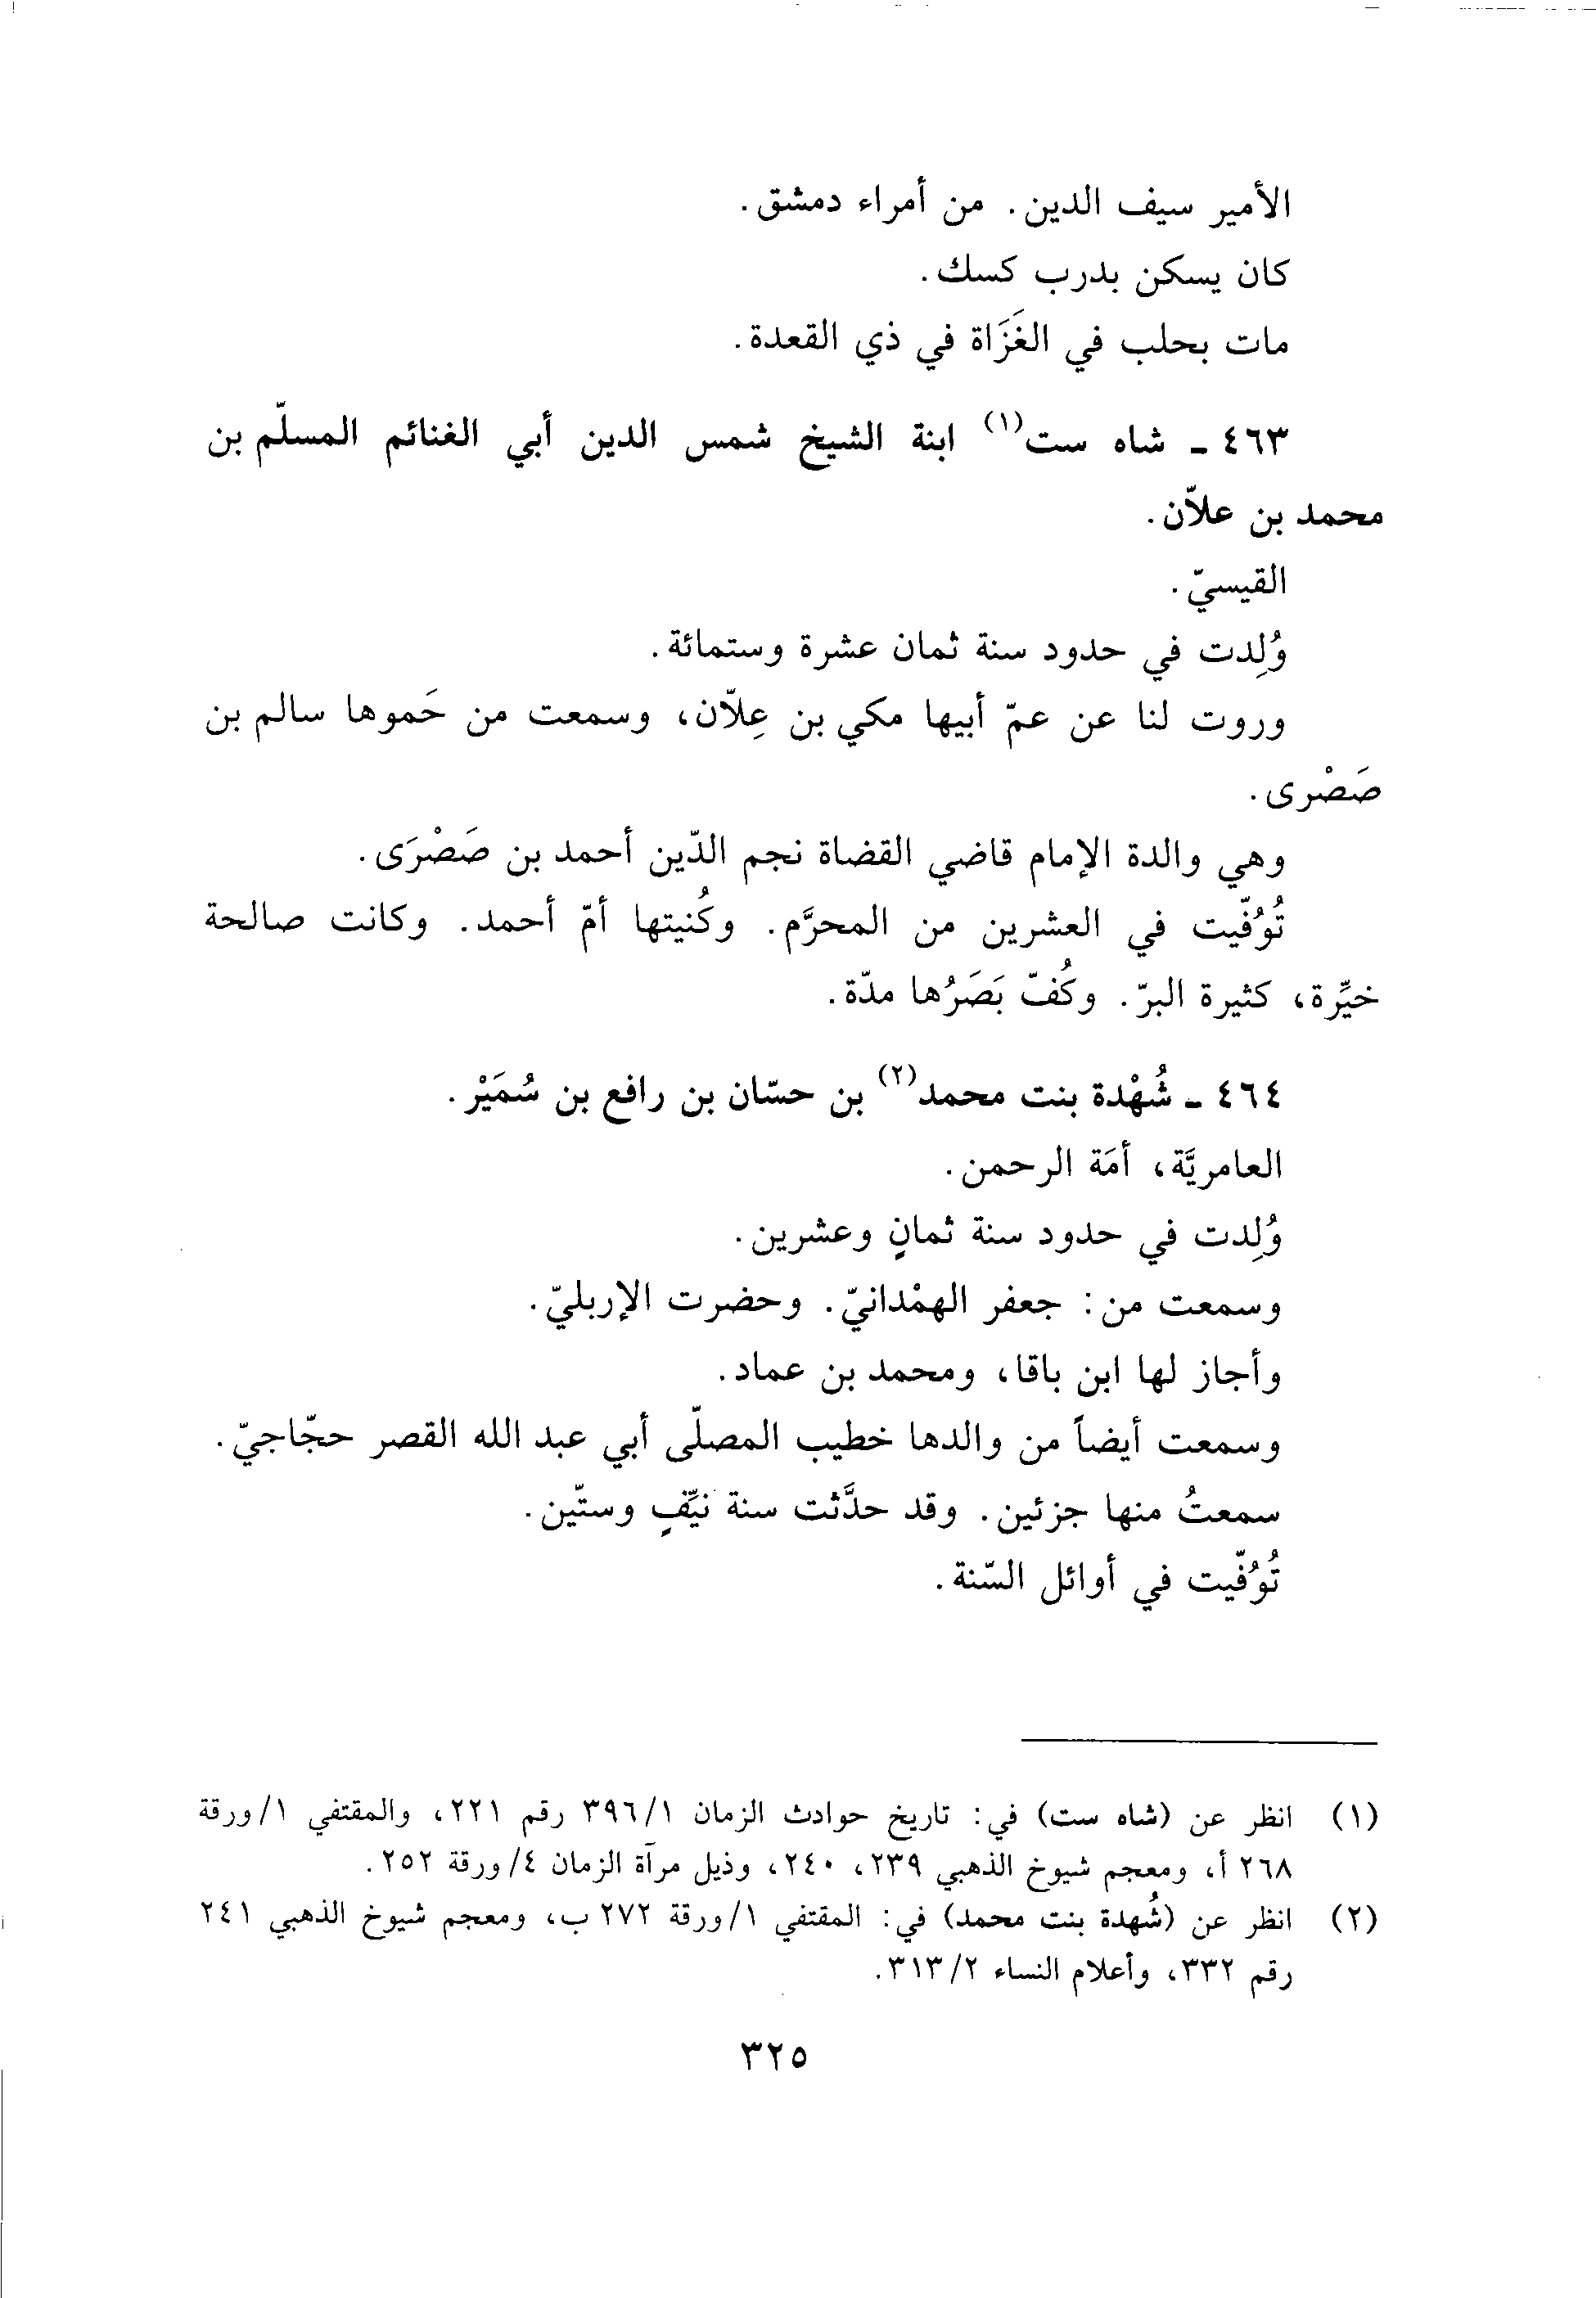 الأمير سيف الدين. من أمراء دمشق.
كان يسكن بدرب كسك.
مات بحلب في الغَزَاة في ذي القعدة.
٤٦٣ ـ شاه ست(١) ابنة الشيخ شمس الدين أبي الغنائم المسلّم بن
محمد بن علاّن.
القيسيّ.
وُلِدت في حدود سنة ثمان عشرة وستمائة.
وروت لنا عن عمّ أبيها مكي بن عِلاّن، وسمعت من حَموها سالم بن
صَصْرى.
وهي والدة الإمام قاضي القضاة نجم الدّين أحمد بن صَصْرَى.
تُوُفّيت في العشرين من المحرَّم. وكُنيتها أمّ أحمد. وكانت صالحة
خيِّرة، كثيرة البرّ. وكُفّ بَصَرُها مدّة.
٤٦٤ ـ شُهْدة بنت محمد(٢) بن حسّان بن رافع بن سُمَيْر.
العامريَّة، أمَة الرحمن.
وُلِدت في حدود سنة ثمانٍ وعشرين.
وسمعت من: جعفر الهمْدانيّ. وحضرت الإربليّ.
وأجاز لها ابن باقا، ومحمد بن عماد.
وسمعت أيضاً من والدها خطيب المصلّى أبي عبد الله القصر حجّاجيّ.
سمعتُ منها جزئين. وقد حدَّثت سنة نيِّفٍ وستّين.
تُوُفّيت في أوائل السّنة.
(١) انظر عن (شاه ست) في: تاريخ حوادث الزمان ٣٩٦/١ رقم ٢٢١، والمقتفي ١/ورقة
٢٦٨ أ، ومعجم شيوخ الذهبي ٢٣٩، ٢٤٠، وذيل مرآة الزمان ٤/ورقة ٢٥٢.
(٢) انظر عن (شُهدة بنت محمد) في: المقتفي ١/ورقة ٢٧٢ ب، ومعجم شيوخ الذهبي ٢٤١
رقم ٣٣٢، وأعلام النساء ٣١٣/٢.
٣٢٥